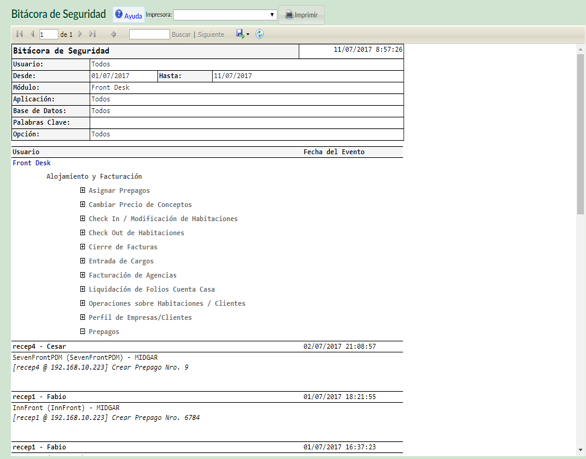 Bitácora de Seguridad Ayuda Impresora: Imprimir
1 de 1 Buscar | Siguiente
Bitácora de Seguridad 11/07/2017 8:57:26
Usuario: Todos
Desde: 01/07/2017 Hasta: 11/07/2017
Módulo: Front Desk
Aplicación: Todos
Base de Datos: Todos
Palabras Clave:
Opción: Todos
Usuario Fecha del Evento
Front Desk
Alojamiento y Facturación
Asignar Prepagos
Cambiar Precio de Conceptos
Check In / Modificación de Habitaciones
Check Out de Habitaciones
Cierre de Facturas
Entrada de Cargos
Facturación de Agencias
Liquidación de Folios Cuenta Casa
Operaciones sobre Habitaciones / Clientes
Perfil de Empresas/Clientes
Prepagos
recep4 - Cesar 02/07/2017 21:08:57
SevenFrontPDM (SevenFrontPDM) - MIDGAR
[recep4 @ 192.168.10.223] Crear Prepago Nro. 9
recep1 - Fabio 01/07/2017 18:21:55
InnFront (InnFront) - MIDGAR
[recep1 @ 192.168.10.223] Crear Prepago Nro. 6784
recep1 - Fabio 01/07/2017 16:37:23